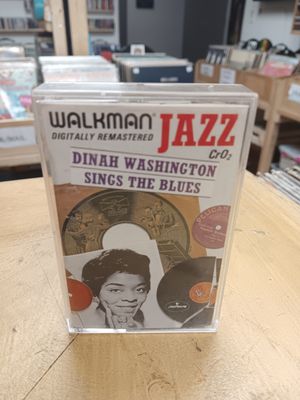 WALKMAN JAZZ
DIGITALLY REMASTERED
CrO₂
DINAH WASHINGTON
SINGS THE BLUES